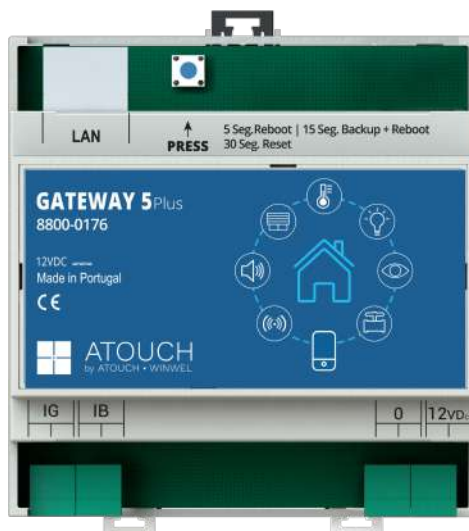 LAN
PRESS
5 Seg.Reboot | 15 Seg. Backup + Reboot
30 Seg. Reset
GATEWAY 5Plus
8800-0176
12VDC
Made in Portugal
CE
ATOUCH
by ATOUCH • WINWEL
IG IB 0 12VDC